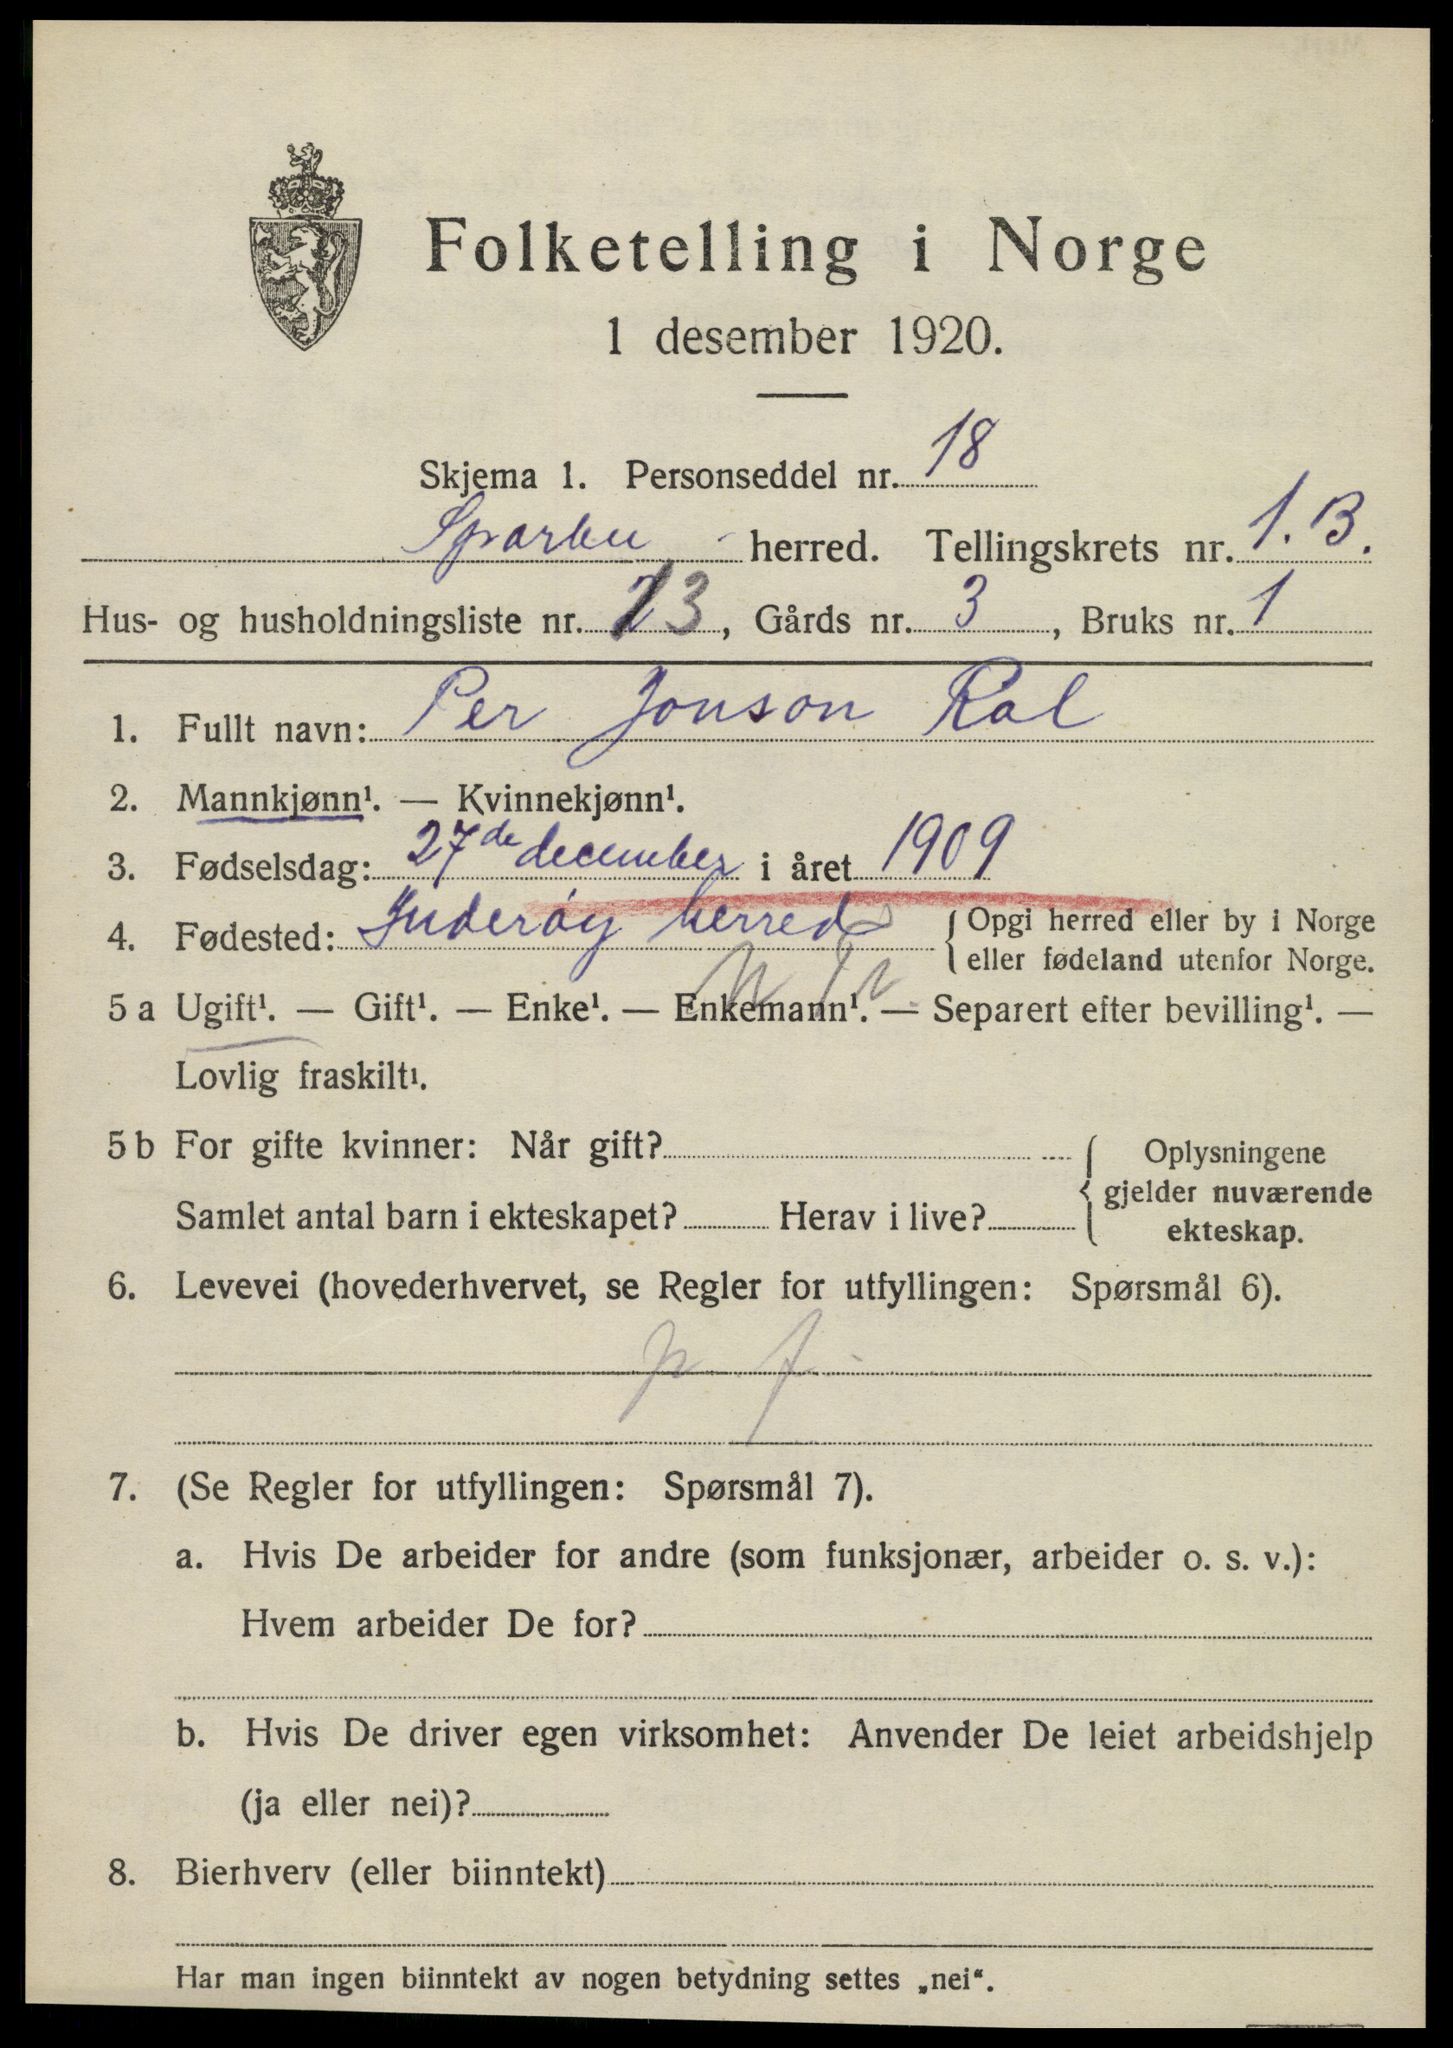 Folketelling i Norge
1 desember 1920.
Skjema 1. Personseddel nr. 18
Sparbu herred. Tellingskrets nr. 1.B.
Hus- og husholdningsliste nr. 13, Gårds nr. 3, Bruks nr. 1
1. Fullt navn: Per Jonson Rol
2. Mannkjønn¹. — Kvinnekjønn¹.
3. Fødselsdag: 27de december i året 1909
4. Fødested: Inderøy herred { Opgi herred eller by i Norge
eller fødeland utenfor Norge.
N Tr.
5 a Ugift¹. — Gift¹. — Enke¹. — Enkemann¹. — Separert efter bevilling¹. —
Lovlig fraskilt¹.
5 b For gifte kvinner: Når gift?
Samlet antal barn i ekteskapet? Herav i live?
{ Oplysningene
gjelder nuværende
ekteskap.
6. Levevei (hovederhvervet, se Regler for utfyllingen: Spørsmål 6).
p f.
7. (Se Regler for utfyllingen: Spørsmål 7).
a. Hvis De arbeider for andre (som funksjonær, arbeider o. s. v.):
Hvem arbeider De for?
b. Hvis De driver egen virksomhet: Anvender De leiet arbeidshjelp
(ja eller nei)?
8. Bierhverv (eller biinntekt)
Har man ingen biinntekt av nogen betydning settes „nei“.